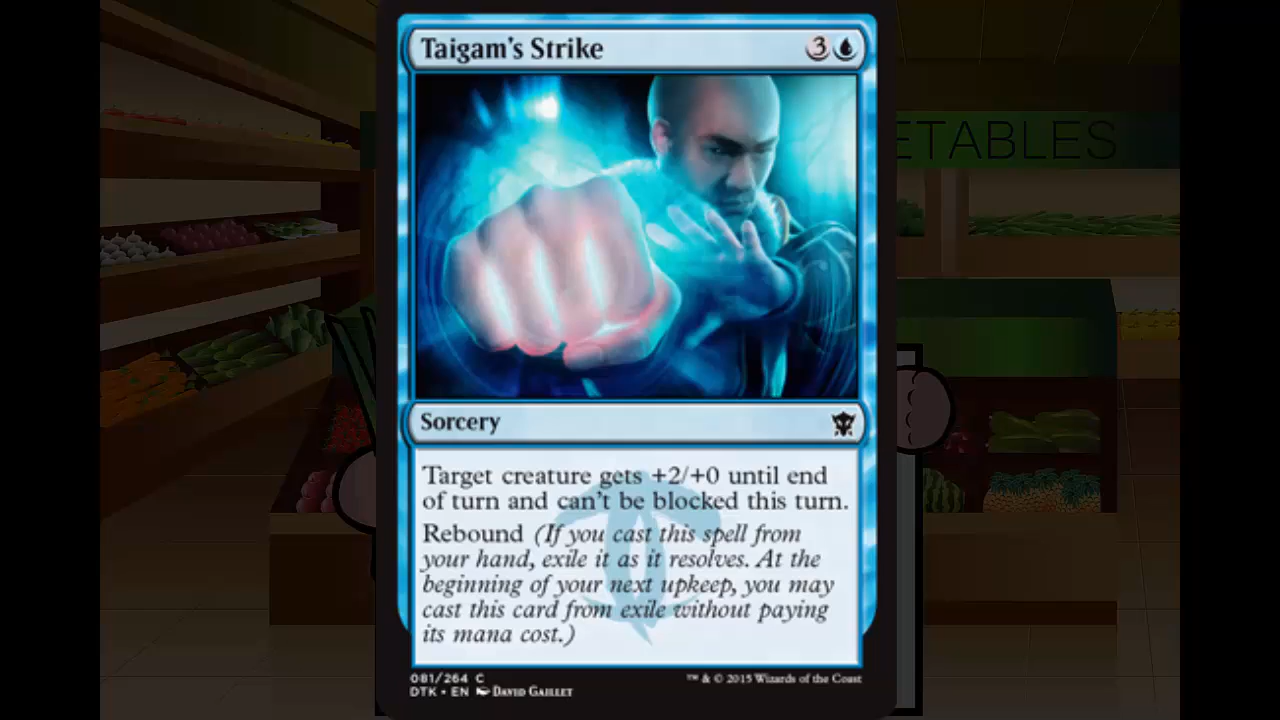 Taigam's Strike 3
ETABLES
Sorcery
Target creature gets +2/+0 until end
of turn and can't be blocked this turn.
Rebound (If you cast this spell from
your hand, exile it as it resolves. At the
beginning of your next upkeep, you may
cast this card from exile without paying
its mana cost.)
081/264 C
DTK • EN DAVID GAILLET
™ & © 2015 Wizards of the Coast